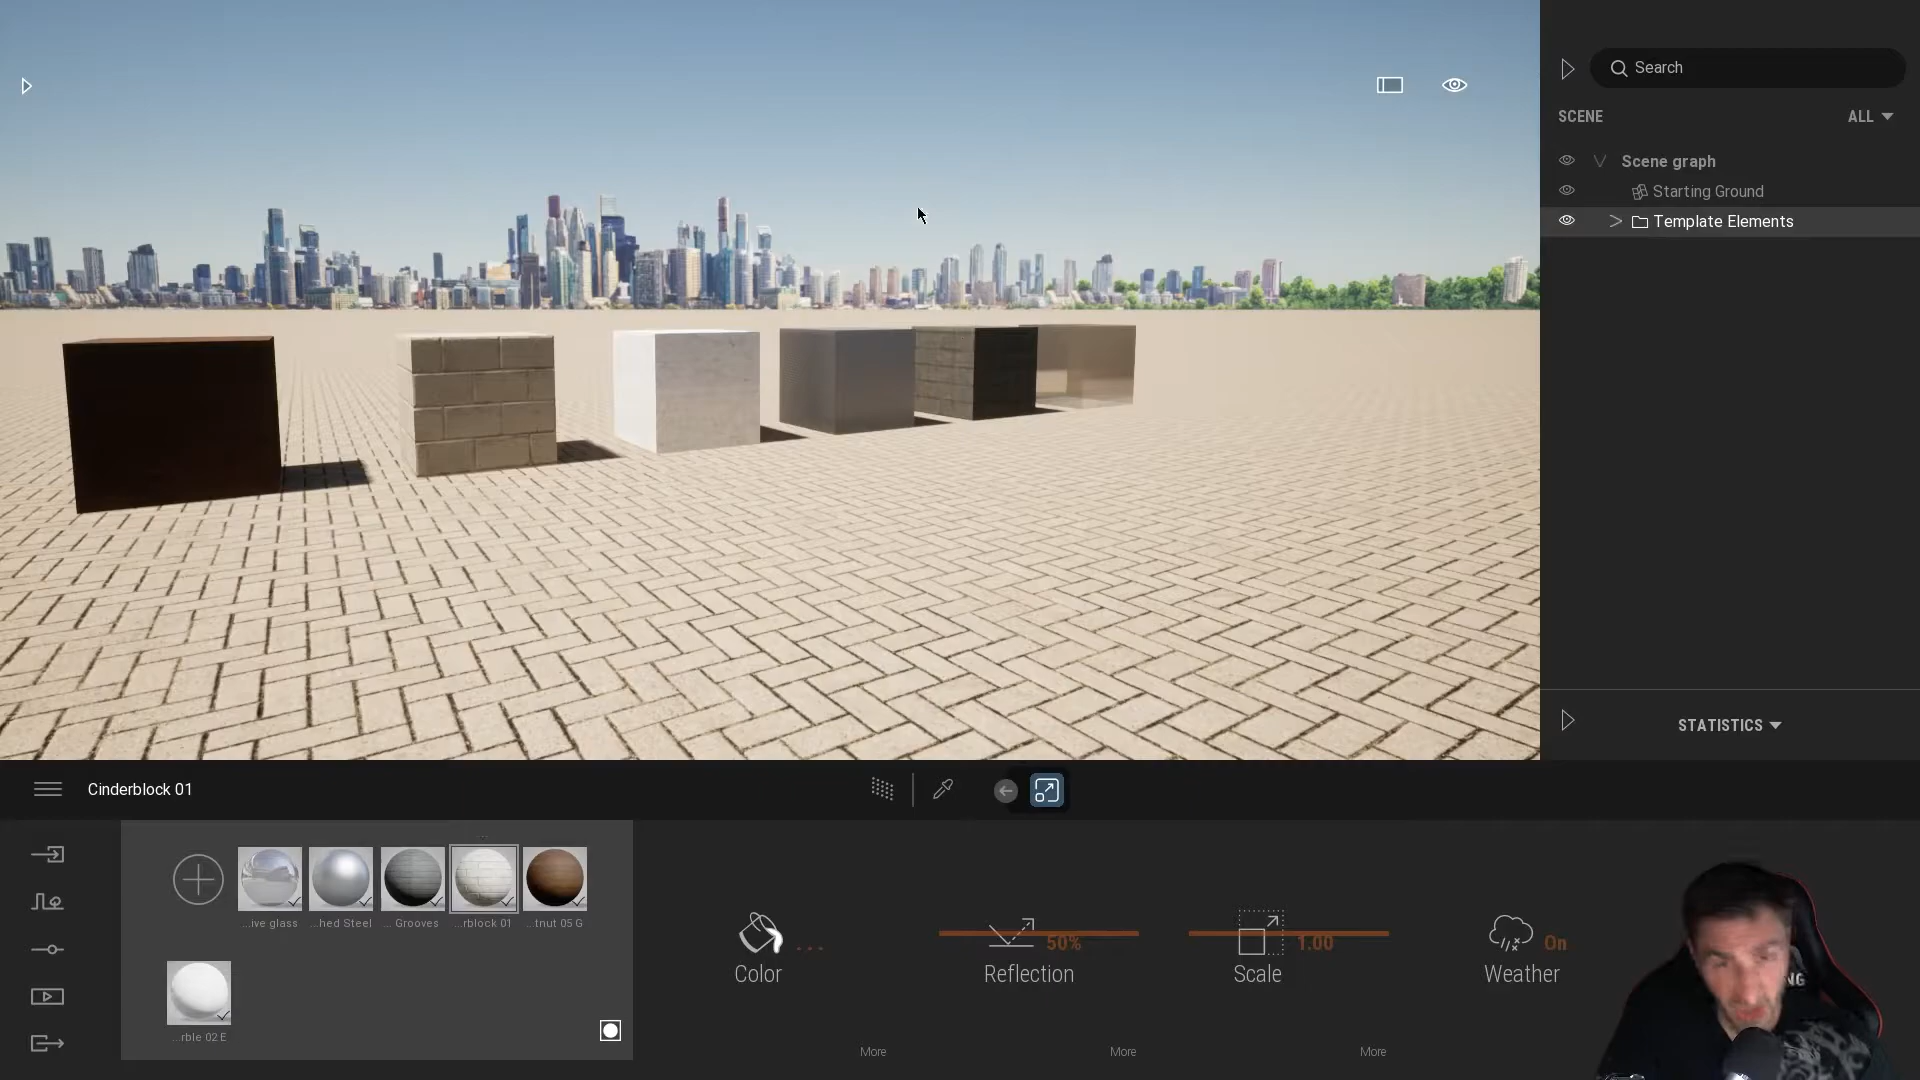 Search
SCENE
ALL
Scene graph
Starting Ground
Template Elements
STATISTICS
Cinderblock 01
...ive glass
...hed Steel
... Grooves
...rblock 01
...tnut 05 G
...rble 02 E
...
Color
50%
Reflection
1.00
Scale
On
Weather
More
More
More
NG